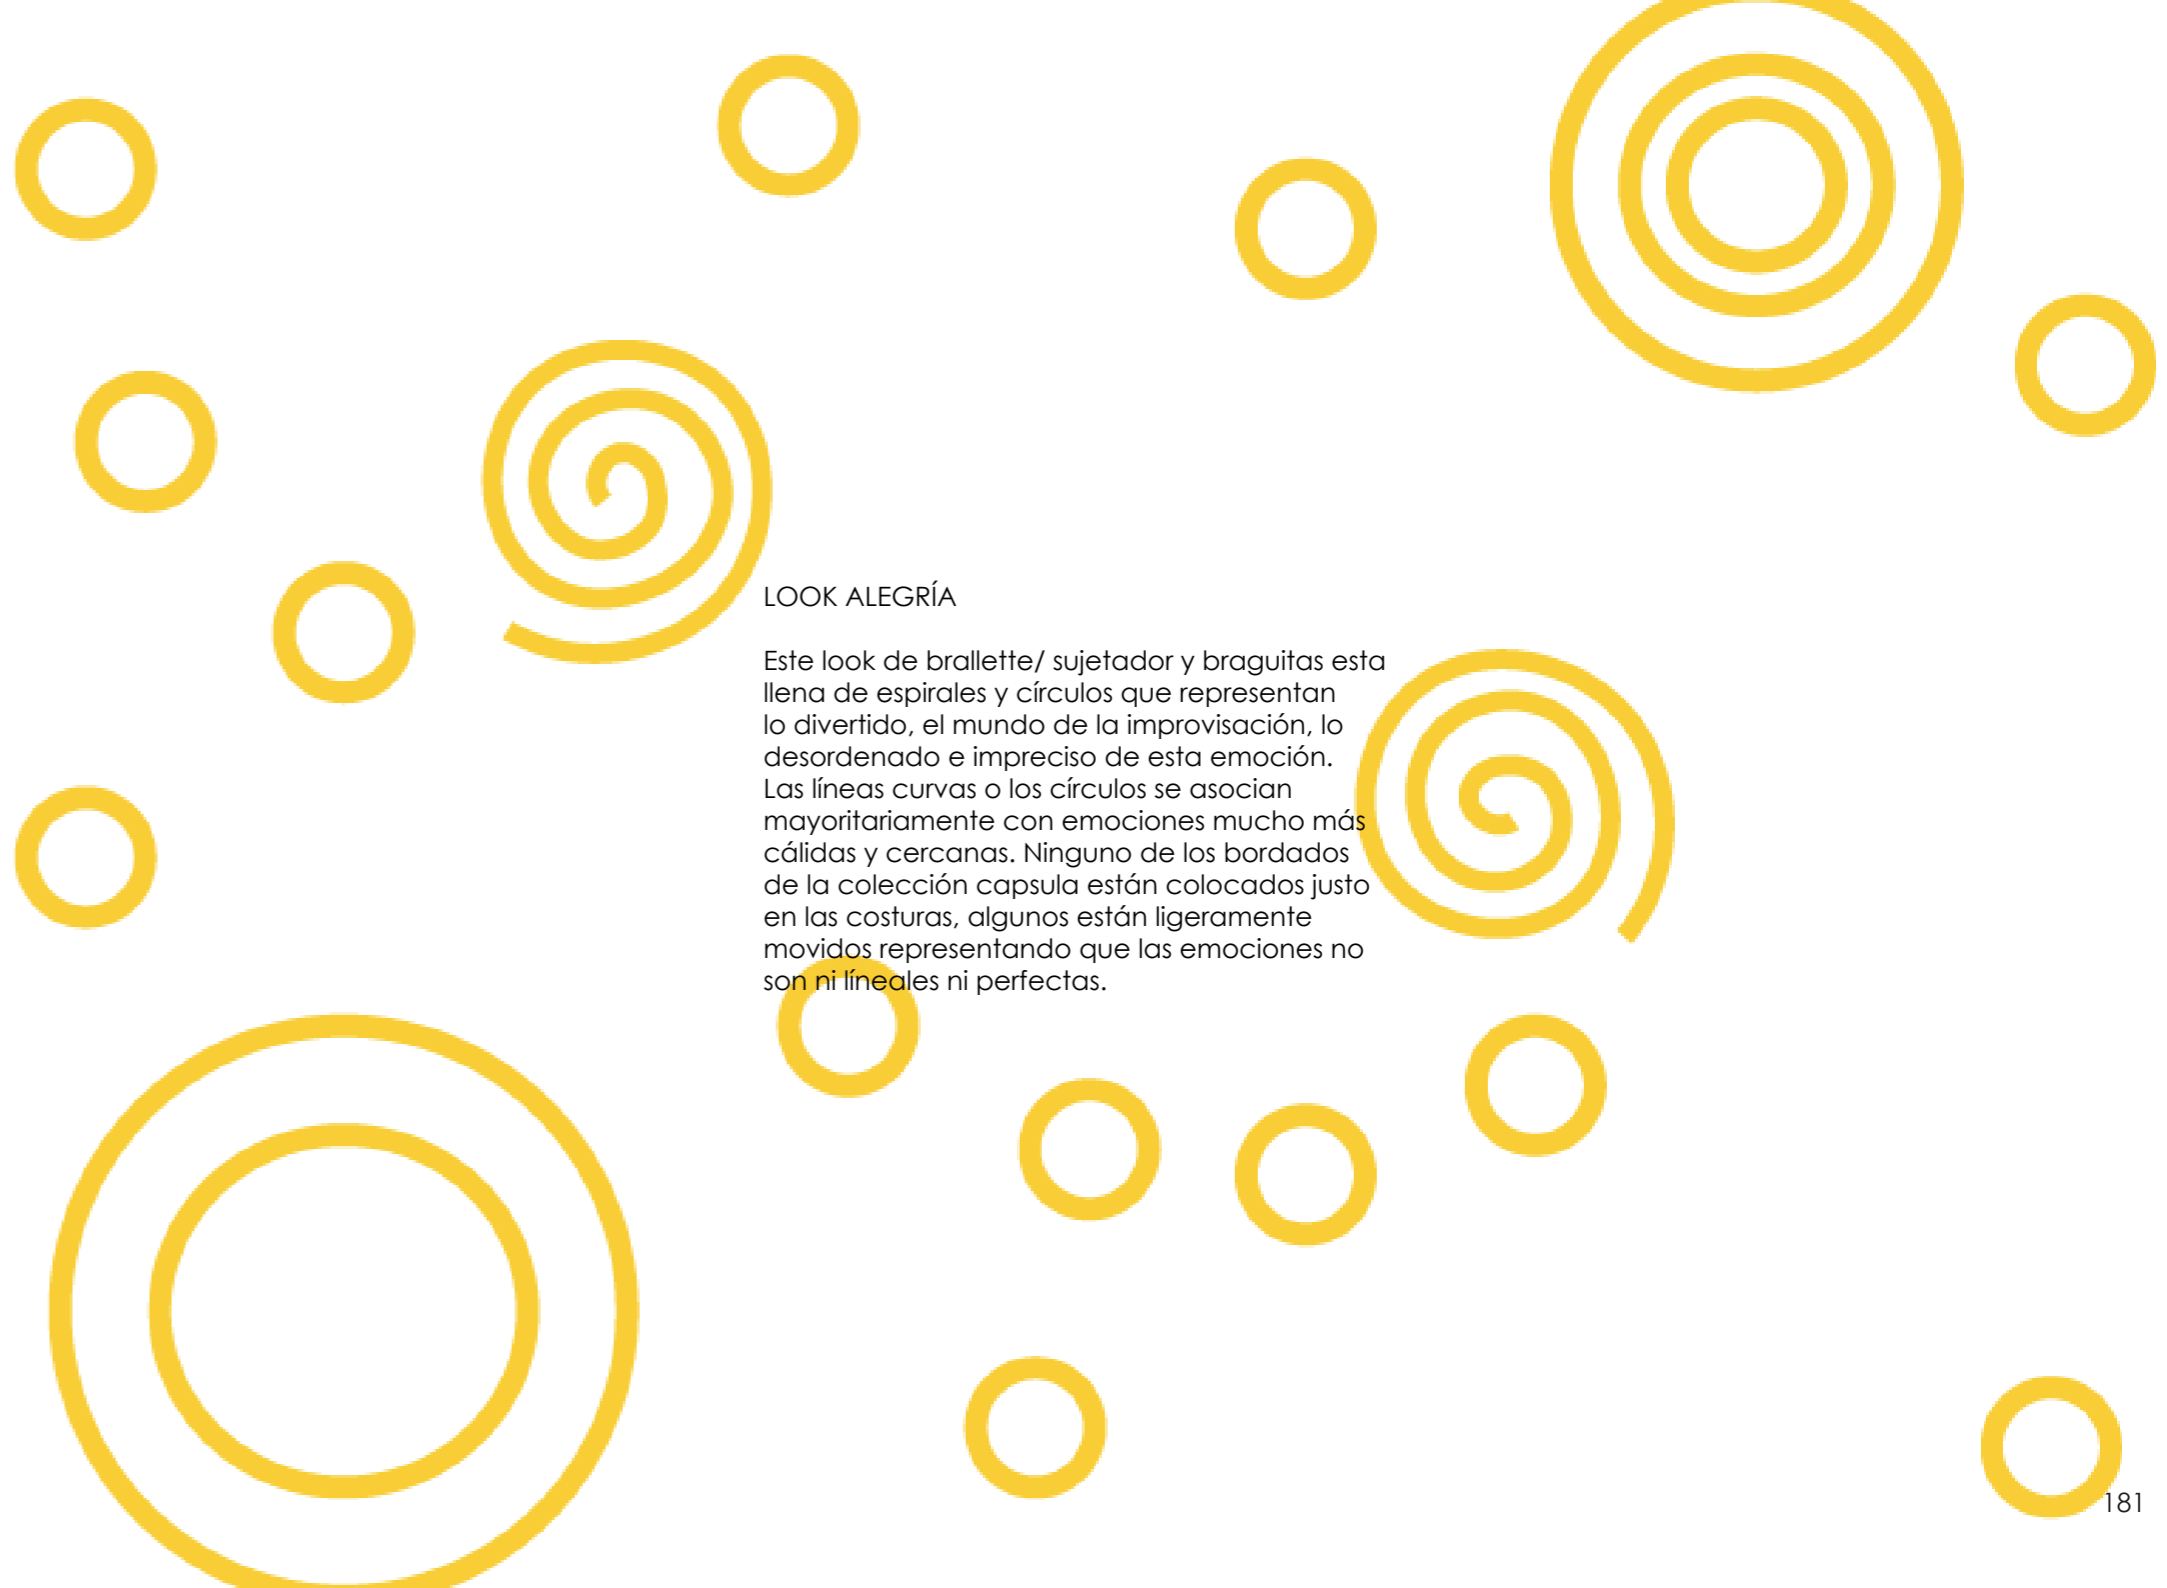 LOOK ALEGRÍA
Este look de brallette/ sujetador y braguitas esta
llena de espirales y círculos que representan
lo divertido, el mundo de la improvisación, lo
desordenado e impreciso de esta emoción.
Las líneas curvas o los círculos se asocian
mayoritariamente con emociones mucho más
cálidas y cercanas. Ninguno de los bordados
de la colección capsula están colocados justo
en las costuras, algunos están ligeramente
movidos representando que las emociones no
son ni líneales ni perfectas.
181